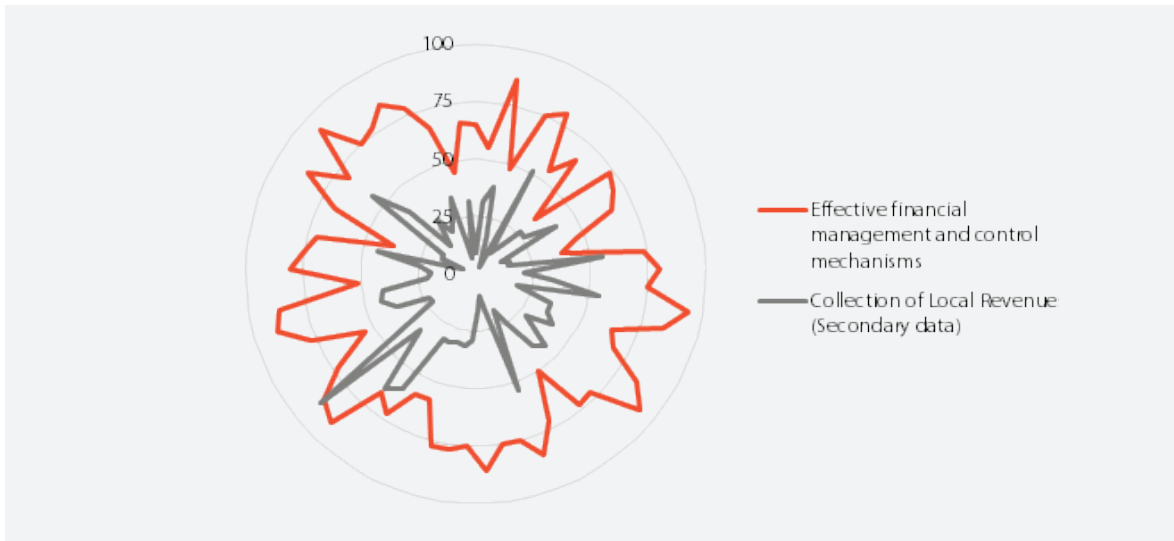 100
75
50
25
0
Effective financial
management and control
mechanisms
Collection of Local Revenue
(Secondary data)